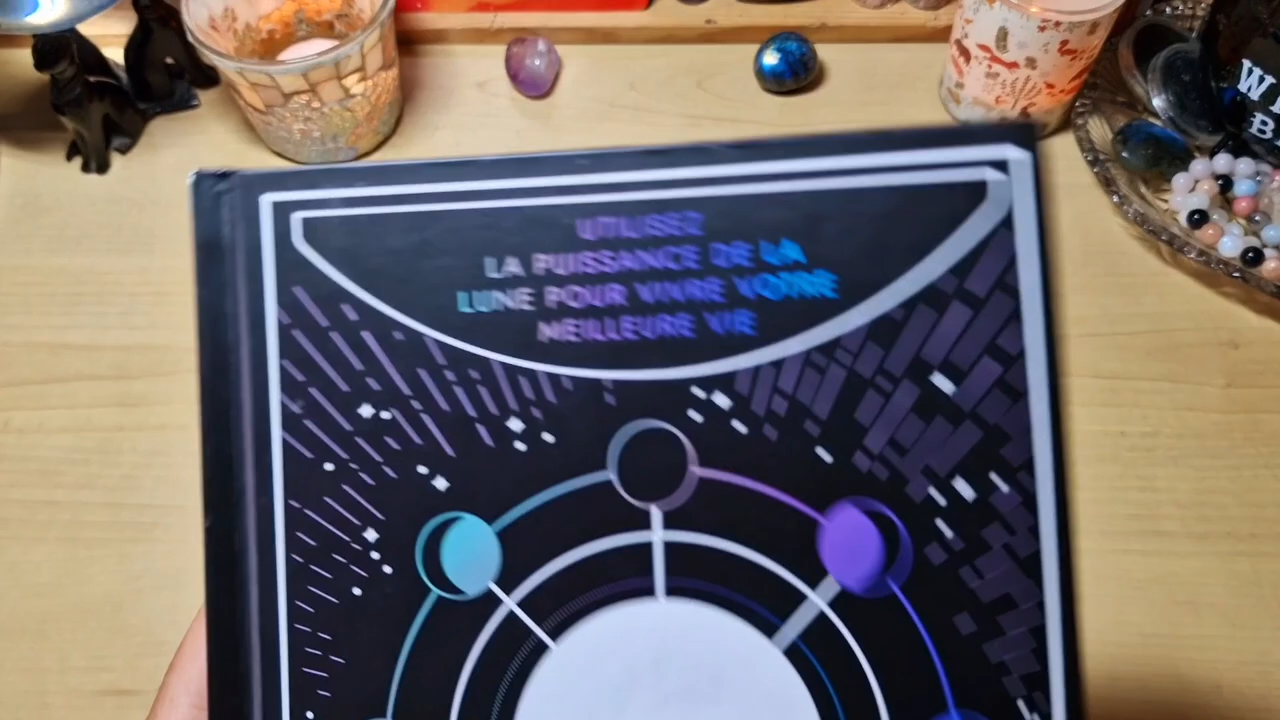 UTILISEZ
LA PUISSANCE DE LA
LUNE POUR VIVRE VOTRE
MEILLEURE VIE